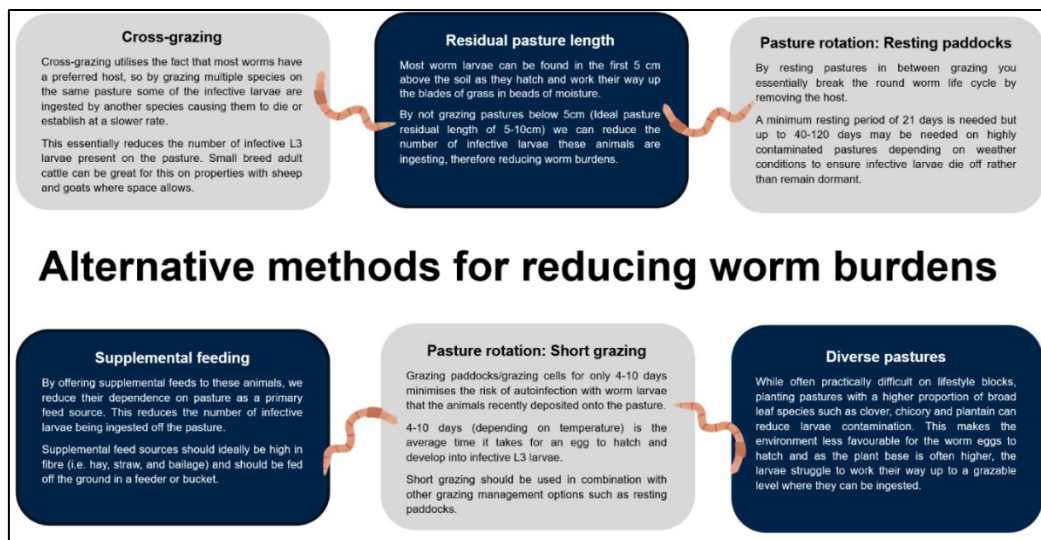 Cross-grazing
Cross-grazing utilises the fact that most worms have
a preferred host, so by grazing multiple species on
the same pasture some of the infective larvae are
ingested by another species causing them to die or
establish at a slower rate.
This essentially reduces the number of infective L3
larvae present on the pasture. Small breed adult
cattle can be great for this on properties with sheep
and goats where space allows.
Residual pasture length
Most worm larvae can be found in the first 5 cm
above the soil as they hatch and work their way up
the blades of grass in beads of moisture.
By not grazing pastures below 5cm (Ideal pasture
residual length of 5-10cm) we can reduce the
number of infective larvae these animals are
ingesting, therefore reducing worm burdens.
Pasture rotation: Resting paddocks
By resting pastures in between grazing you
essentially break the round worm life cycle by
removing the host.
A minimum resting period of 21 days is needed but
up to 40-120 days may be needed on highly
contaminated pastures depending on weather
conditions to ensure infective larvae die off rather
than remain dormant.
Alternative methods for reducing worm burdens
Supplemental feeding
By offering supplemental feeds to these animals, we
reduce their dependence on pasture as a primary
feed source. This reduces the number of infective
larvae being ingested off the pasture.
Supplemental feed sources should ideally be high in
fibre (i.e. hay, straw, and bailage) and should be fed
off the ground in a feeder or bucket.
Pasture rotation: Short grazing
Grazing paddocks/grazing cells for only 4-10 days
minimises the risk of autoinfection with worm larvae
that the animals recently deposited onto the pasture.
4-10 days (depending on temperature) is the
average time it takes for an egg to hatch and
develop into infective L3 larvae.
Short grazing should be used in combination with
other grazing management options such as resting
paddocks.
Diverse pastures
While often practically difficult on lifestyle blocks,
planting pastures with a higher proportion of broad
leaf species such as clover, chicory and plantain can
reduce larvae contamination. This makes the
environment less favourable for the worm eggs to
hatch and as the plant base is often higher, the
larvae struggle to work their way up to a grazable
level where they can be ingested.